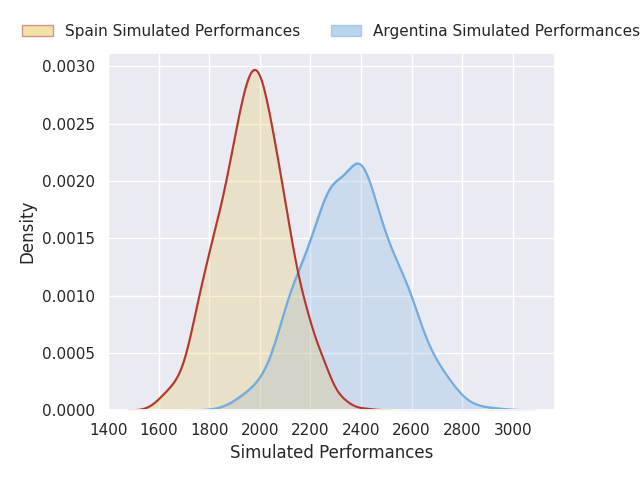 Spain Simulated Performances Argentina Simulated Performances
0.0030
0.0025
0.0020
0.0015
0.0010
0.0005
0.0000
Density
1400 1600 1800 2000 2200 2400 2600 2800 3000
Simulated Performances